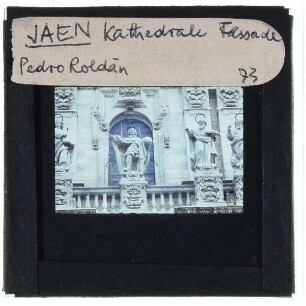 JAEN Kathedrale Fassade
Pedro Roldán
73